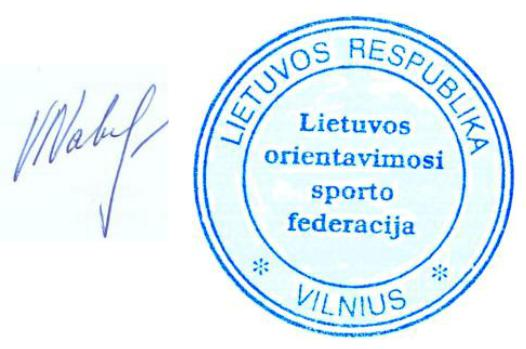 LIETUVOS RESPUBLIKA
Lietuvos
orientavimosi
sporto
federacija
* VILNIUS *